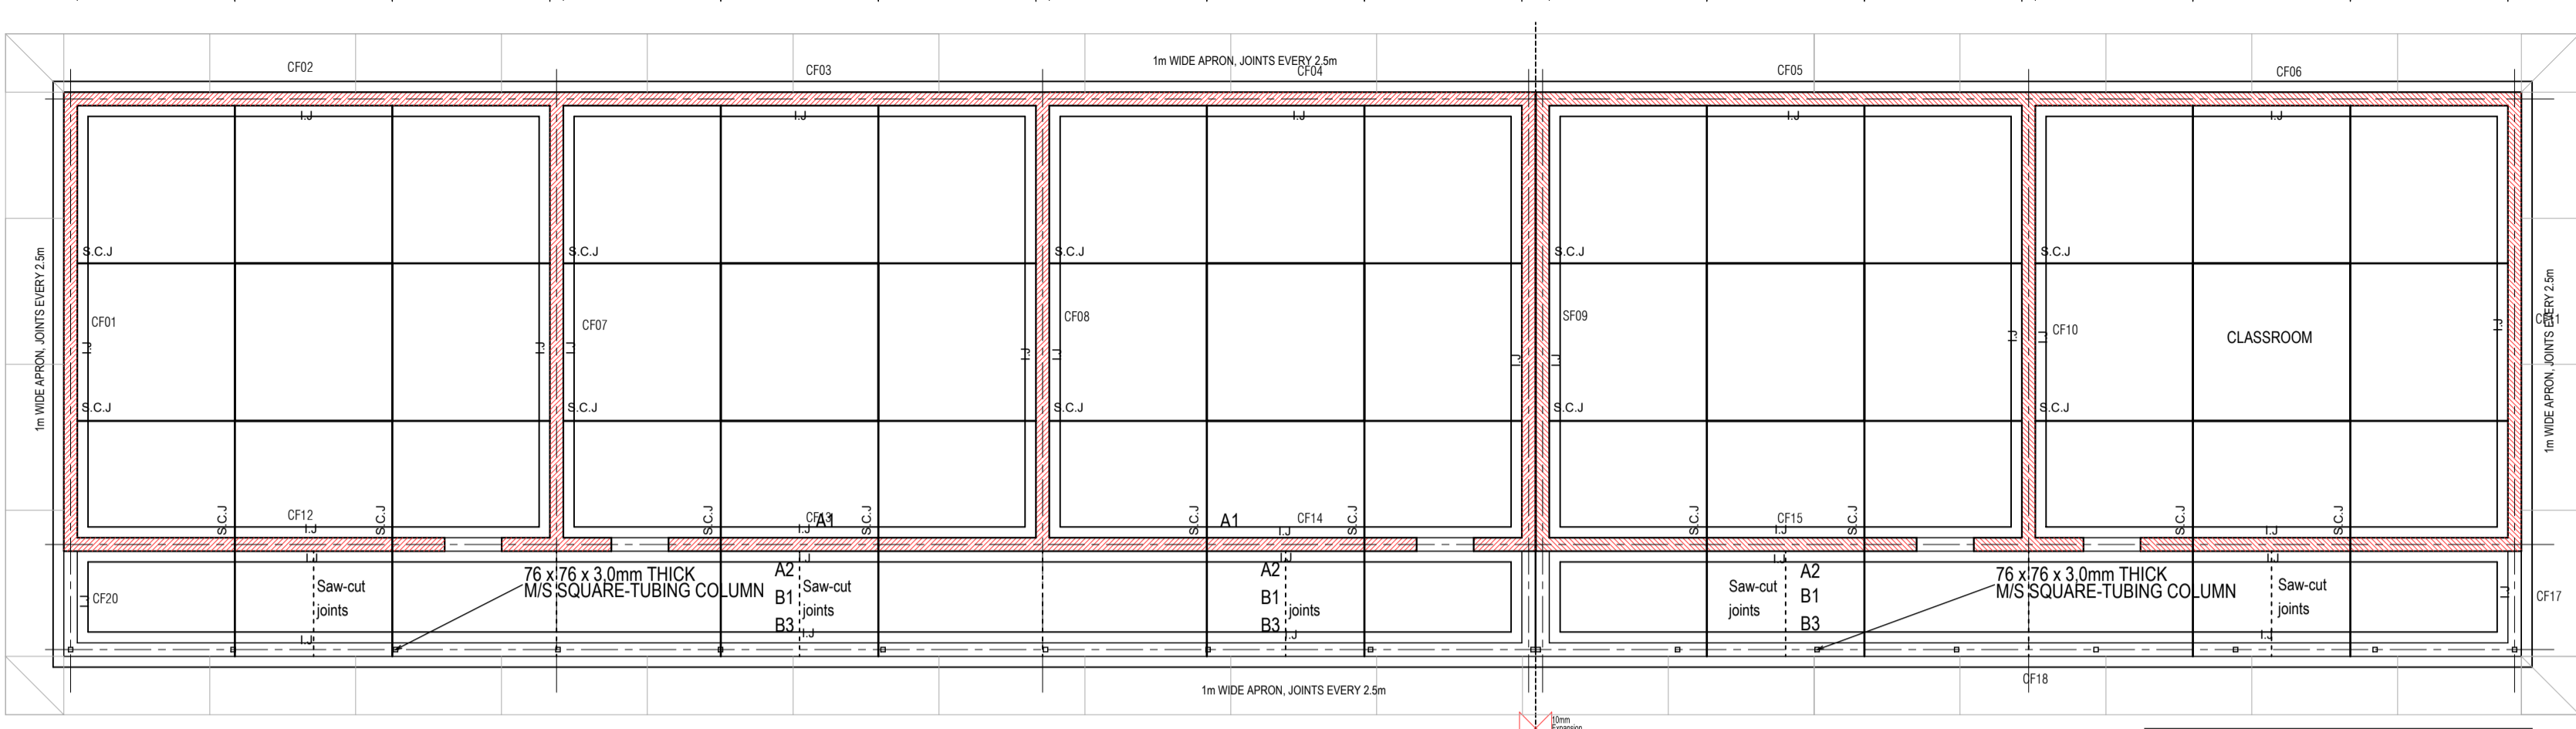 CF02
CF03
1m WIDE APRON, JOINTS EVERY 2.5m
CF04
CF05
CF06
I.J
I.J
I.J
I.J
I.J
S.C.J
S.C.J
S.C.J
S.C.J
S.C.J
1m WIDE APRON, JOINTS EVERY 2.5m
CF01
I.J
I.J
CF07
I.J
I.J
CF08
I.J
I.J
SF09
I.J
I.J
CF10
I.J
CLASSROOM
I.J
CF11
1m WIDE APRON, JOINTS EVERY 2.5m
S.C.J
S.C.J
S.C.J
S.C.J
S.C.J
S.C.J
CF12
I.J
S.C.J
S.C.J
CF13
A1
I.J
S.C.J
S.C.J
A1
I.J
CF14
S.C.J
S.C.J
CF15
I.J
S.C.J
S.C.J
I.J
S.C.J
I.J
I.J
I.J
I.J
I.J
CF20
I.J
Saw-cut
joints
I.J
76 x 76 x 3,0mm THICK
M/S SQUARE-TUBING COLUMN
A2
B1
B3
Saw-cut
joints
I.J
A2
B1
B3
joints
I.J
Saw-cut
joints
A2
B1
B3
76 x 76 x 3,0mm THICK
M/S SQUARE-TUBING COLUMN
Saw-cut
joints
I.J
I.J
CF17
1m WIDE APRON, JOINTS EVERY 2.5m
CF18
10mm
Expansion